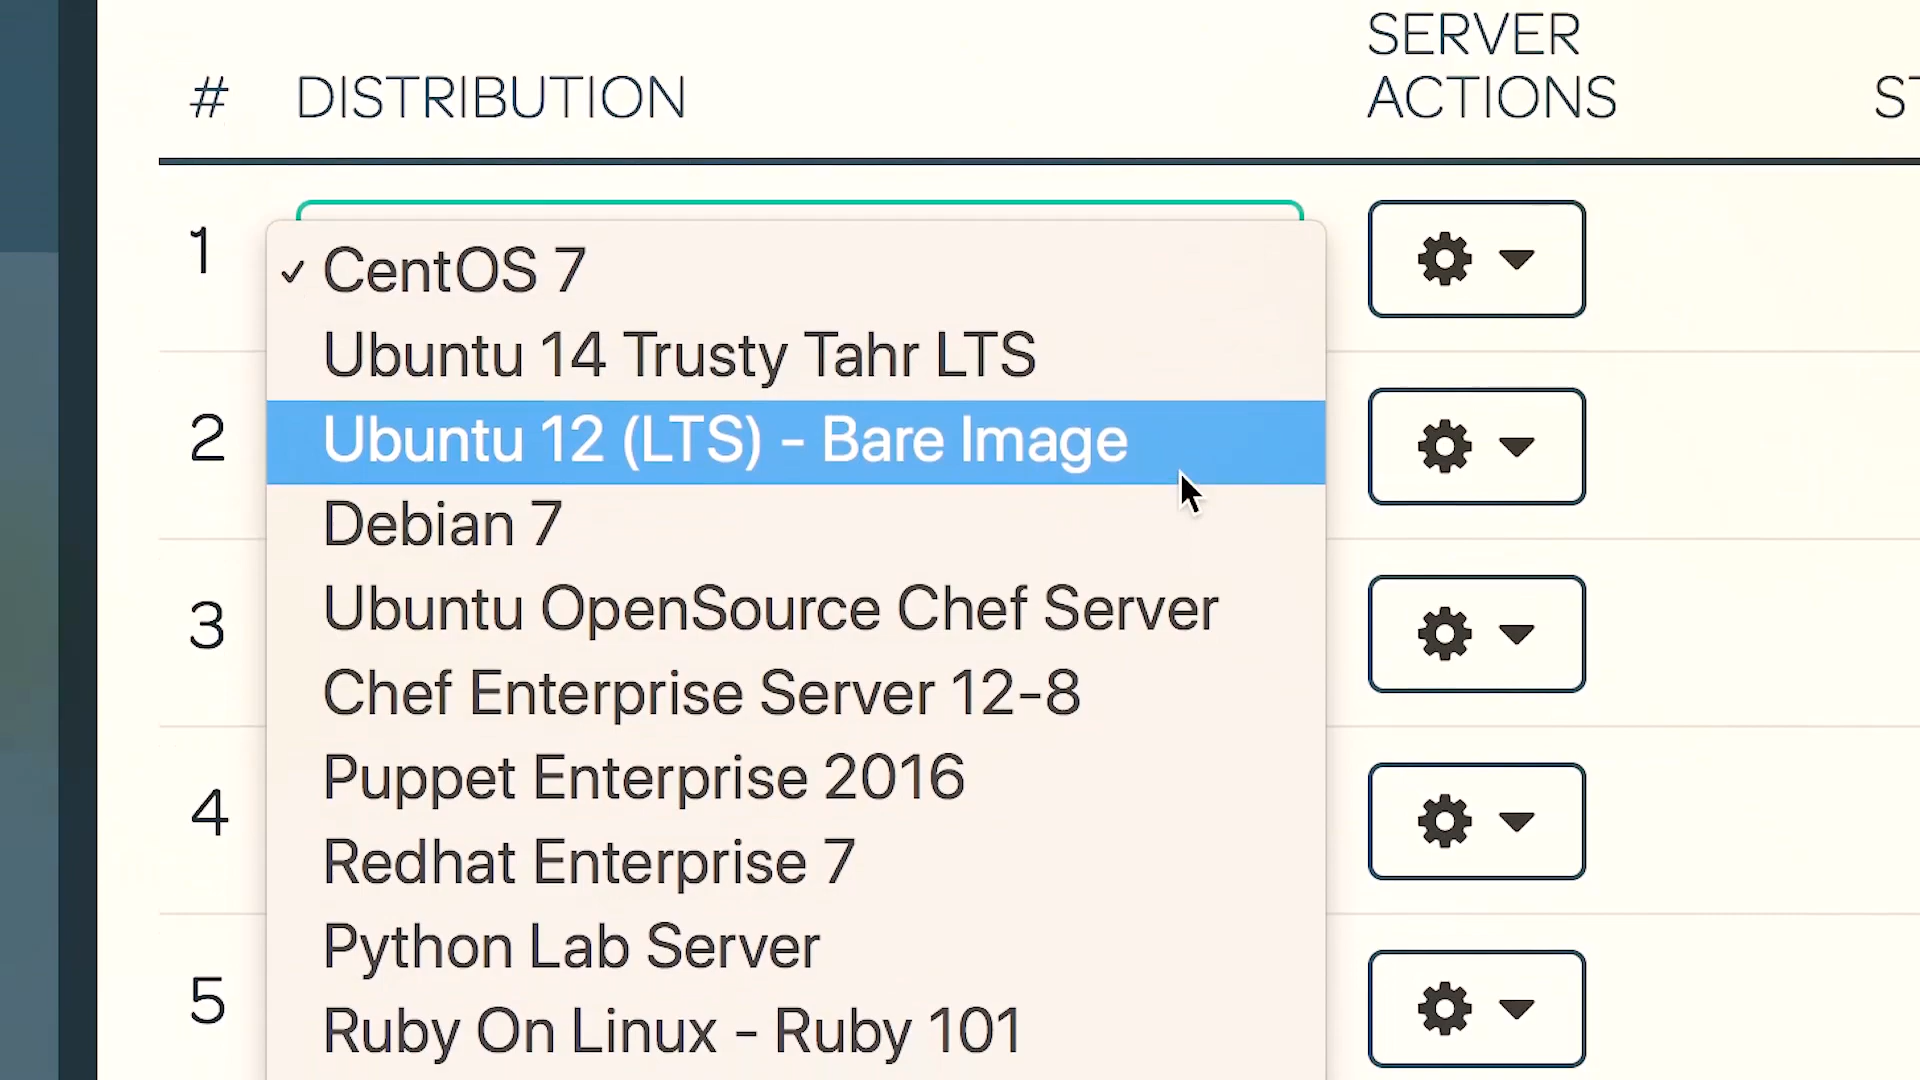 # DISTRIBUTION SERVER ACTIONS ST
1
✓ CentOS 7
Ubuntu 14 Trusty Tahr LTS
2
Ubuntu 12 (LTS) - Bare Image
Debian 7
3
Ubuntu OpenSource Chef Server
Chef Enterprise Server 12-8
4
Puppet Enterprise 2016
Redhat Enterprise 7
Python Lab Server
5
Ruby On Linux - Ruby 101